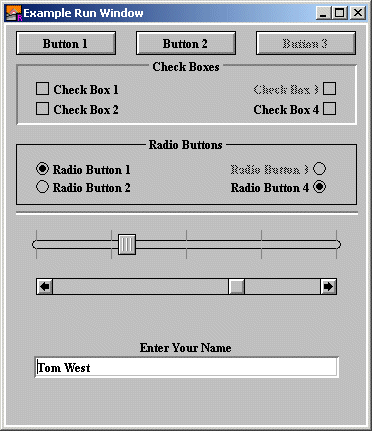 Example Run Window
Button 1 Button 2 Button 3
Check Boxes
Check Box 1 Check Box 3
Check Box 2 Check Box 4
Radio Buttons
Radio Button 1 Radio Button 3
Radio Button 2 Radio Button 4
Enter Your Name
Tom West